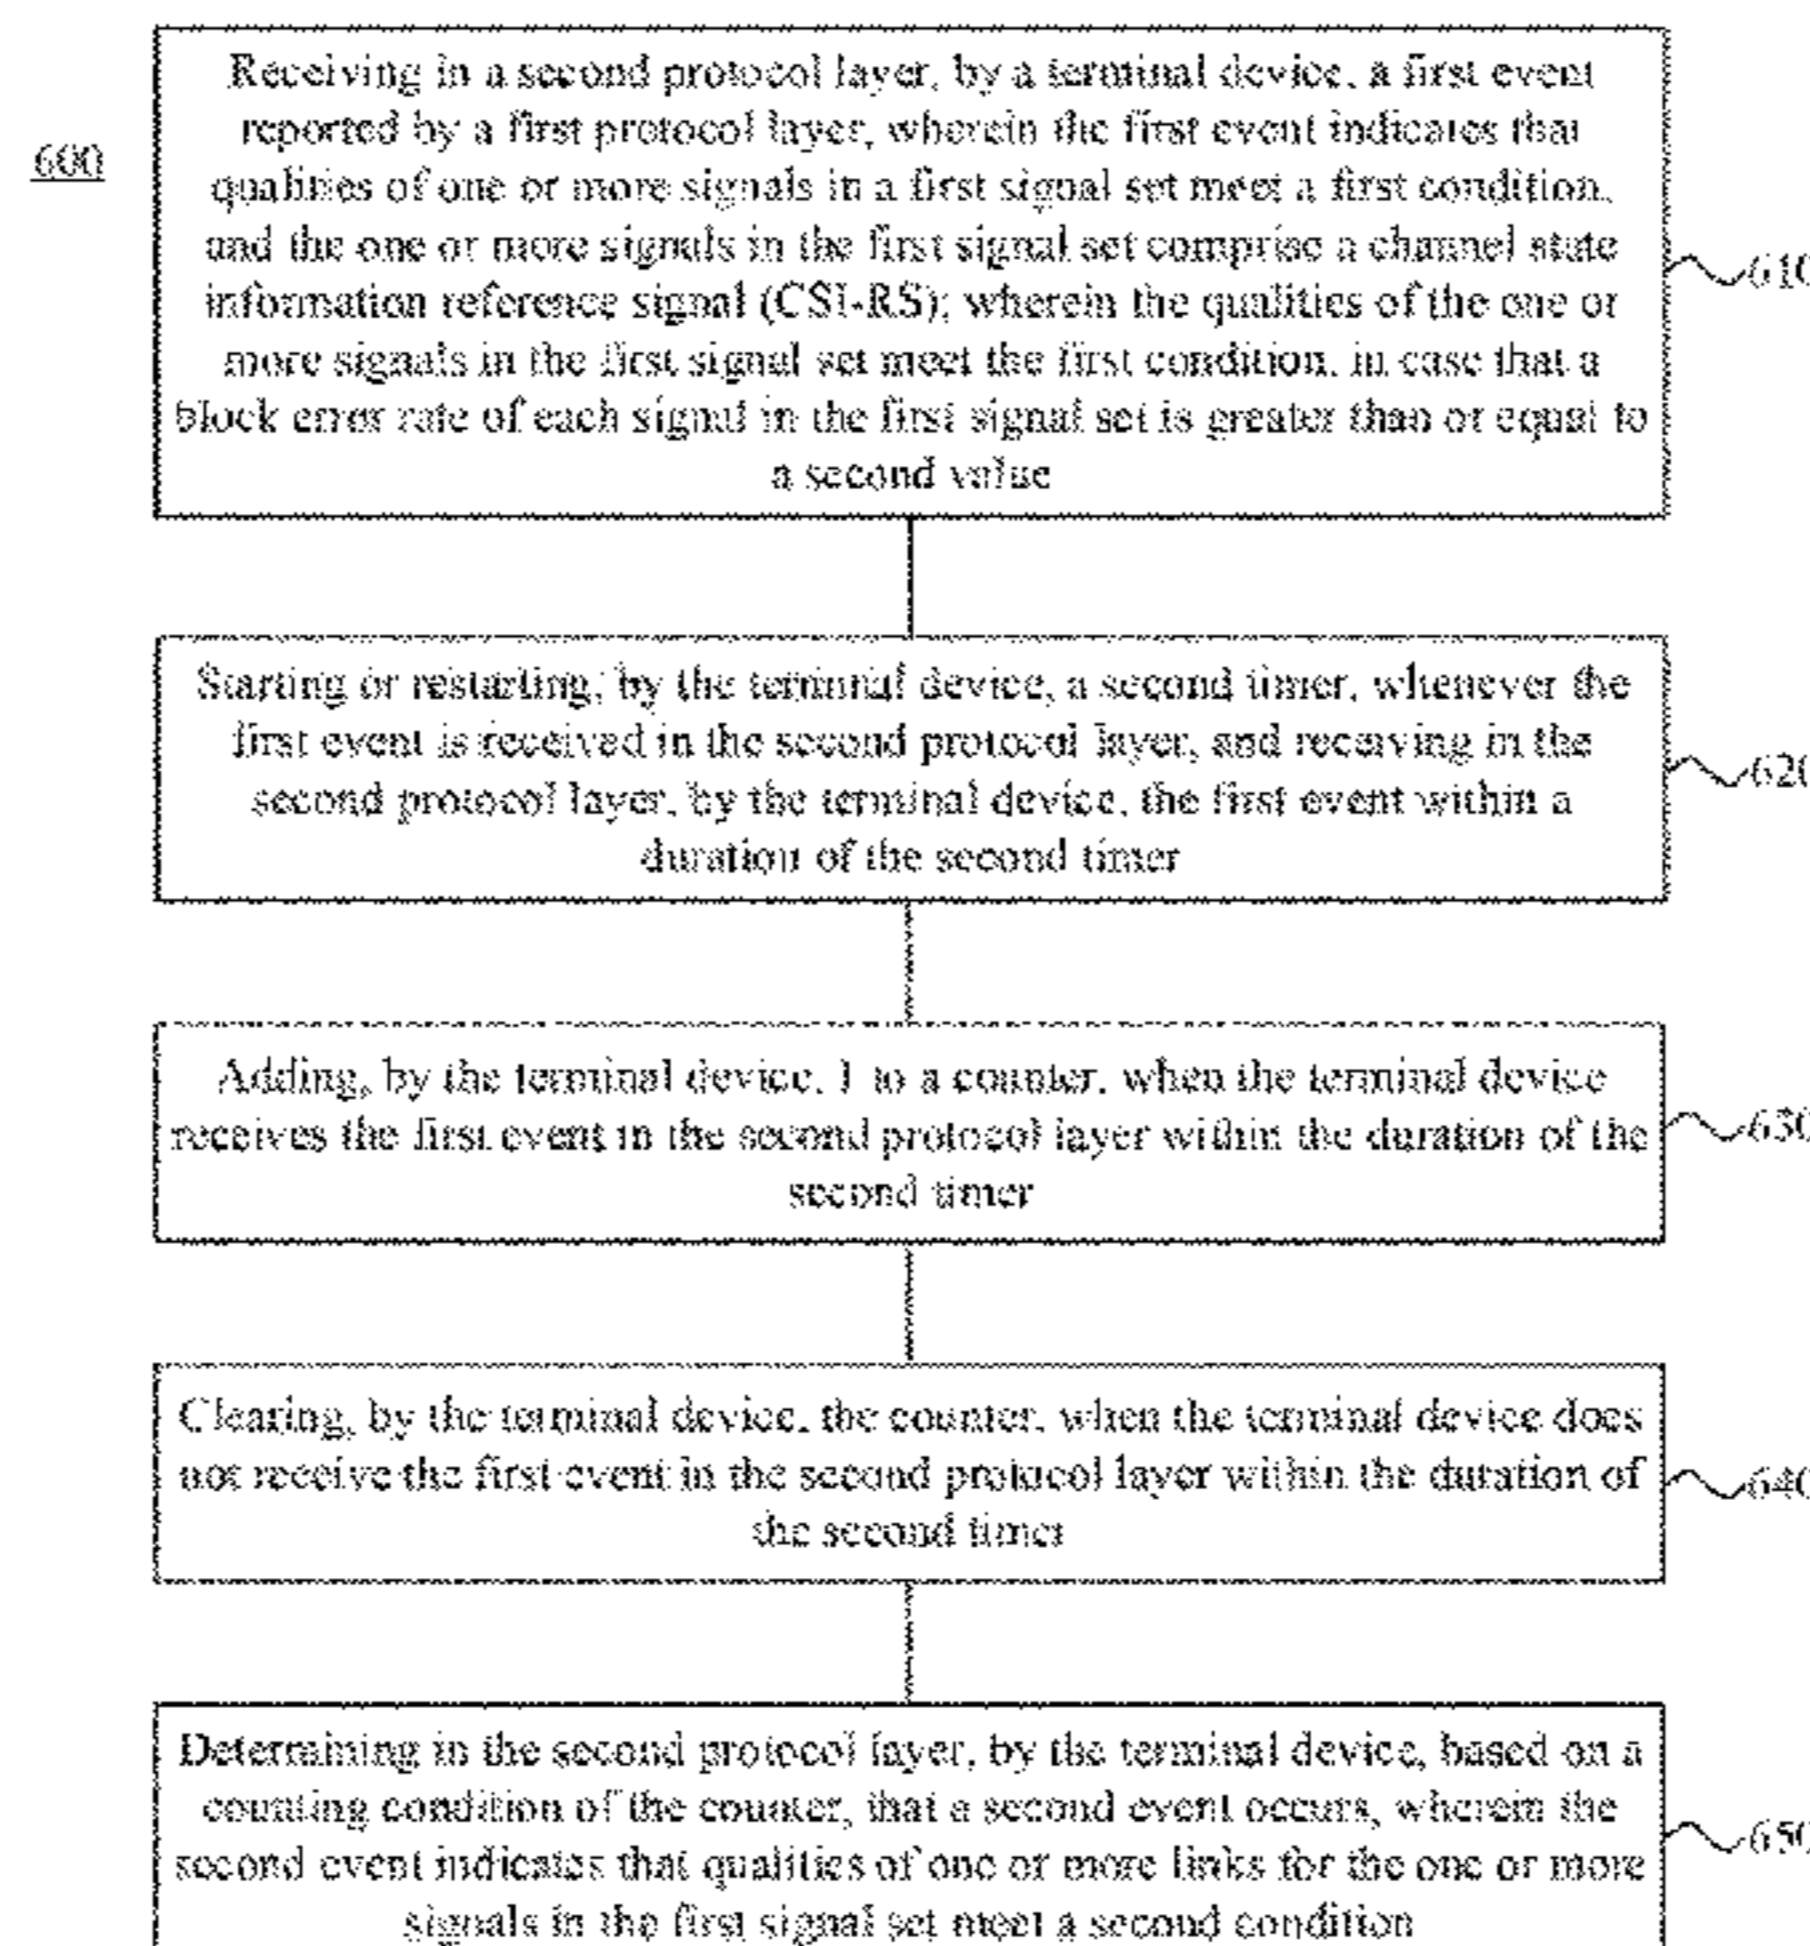 600
Receiving in a second protocol layer, by a terminal device, a first event
reported by a first protocol layer, wherein the first event indicates that
qualities of one or more signals in a first signal set meet a first condition,
and the one or more signals in the first signal set comprise a channel state
information reference signal (CSI-RS); wherein the qualities of the one or
more signals in the first signal set meet the first condition, in case that a
block error rate of each signal in the first signal set is greater than or equal to
a second value
610
Starting or restarting, by the terminal device, a second timer, whenever the
first event is received in the second protocol layer, and receiving in the
second protocol layer, by the terminal device, the first event within a
duration of the second timer
620
Adding, by the terminal device, 1 to a counter, when the terminal device
receives the first event in the second protocol layer within the duration of the
second timer
630
Clearing, by the terminal device, the counter, when the terminal device does
not receive the first event in the second protocol layer within the duration of
the second timer
640
Determining in the second protocol layer, by the terminal device, based on a
counting condition of the counter, that a second event occurs, wherein the
second event indicates that qualities of one or more links for the one or more
signals in the first signal set meet a second condition
650